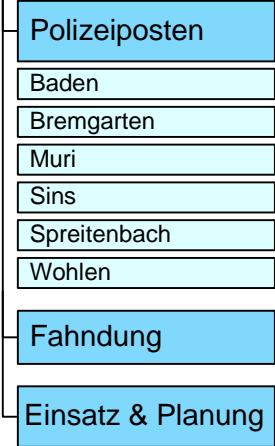 Polizeiposten
Baden
Bremgarten
Muri
Sins
Spreitenbach
Wohlen
Fahndung
Einsatz & Planung